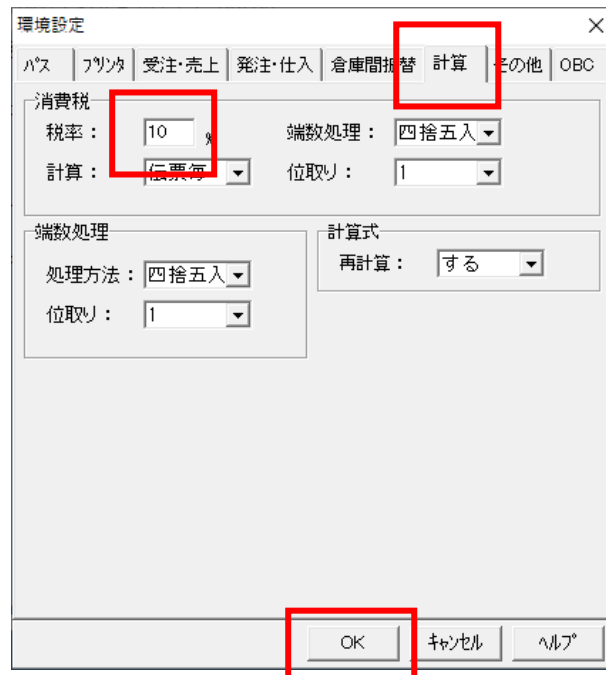 環境設定
パス プリンタ 受注・売上 発注・仕入 倉庫間振替 計算 その他 OBC
消費税
税率： 10 % 端数処理： 四捨五入
計算： 伝票毎 位取り： 1
端数処理 計算式
処理方法： 四捨五入 再計算： する
位取り： 1
OK キャンセル ヘルプ